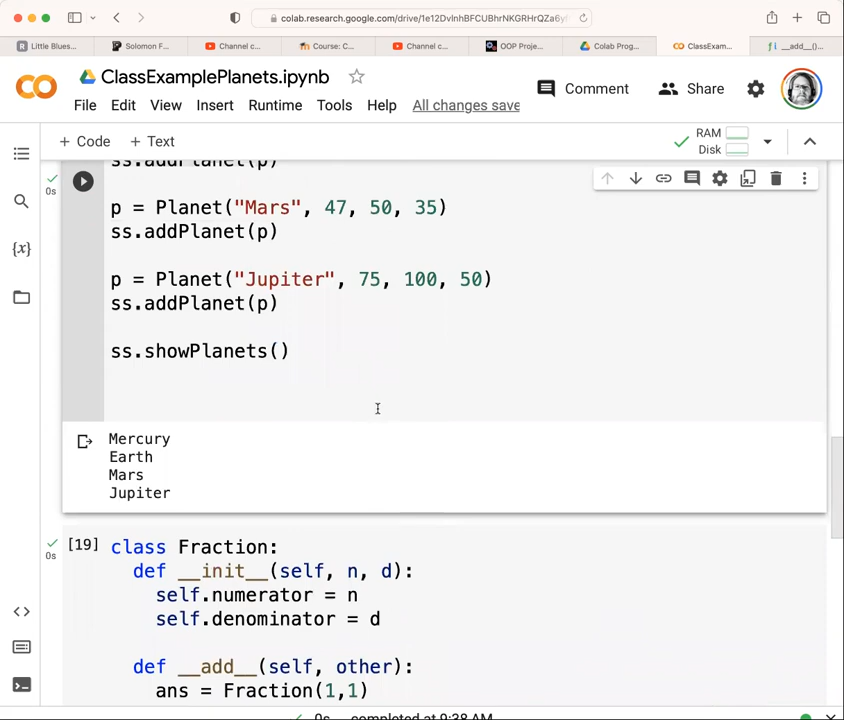 colab.research.google.com/drive/1e12DvlnhBFCUBhrNKGRHrQZa6y
Little Blues... Solomon F... Channel c... Course: C... Channel c... OOP Proje... Colab Prog... ClassExam... __add__()...
ClassExamplePlanets.ipynb
Comment Share
File Edit View Insert Runtime Tools Help All changes save
+ Code + Text RAM
Disk
ss.addPlanet(p)
0s
p = Planet("Mars", 47, 50, 35)
ss.addPlanet(p)
{x}
p = Planet("Jupiter", 75, 100, 50)
ss.addPlanet(p)
ss.showPlanets()
Mercury
Earth
Mars
Jupiter
[19] class Fraction:
0s
def __init__(self, n, d):
self.numerator = n
self.denominator = d
def __add__(self, other):
ans = Fraction(1,1)
0s completed at 9:38 AM